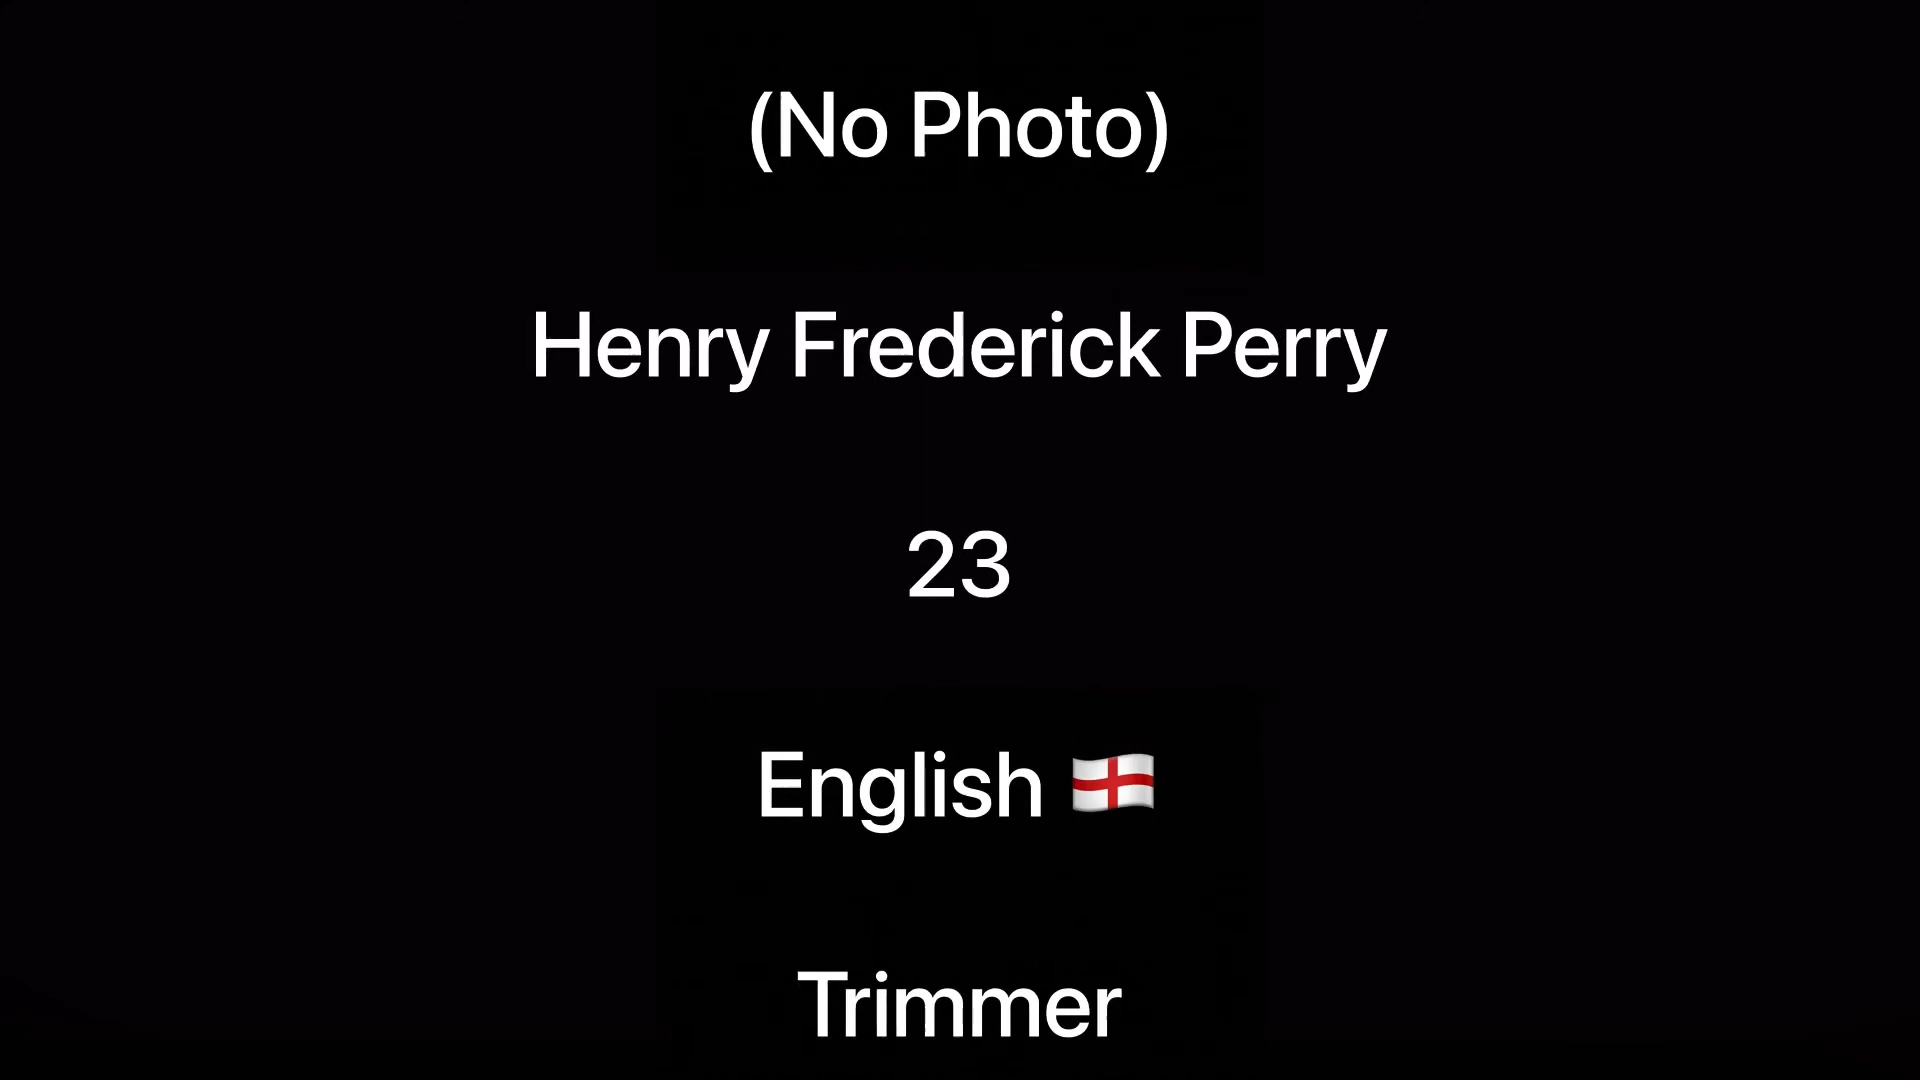 (No Photo)
Henry Frederick Perry
23
English 🏴󠁧󠁢󠁥󠁮󠁧󠁿
Trimmer